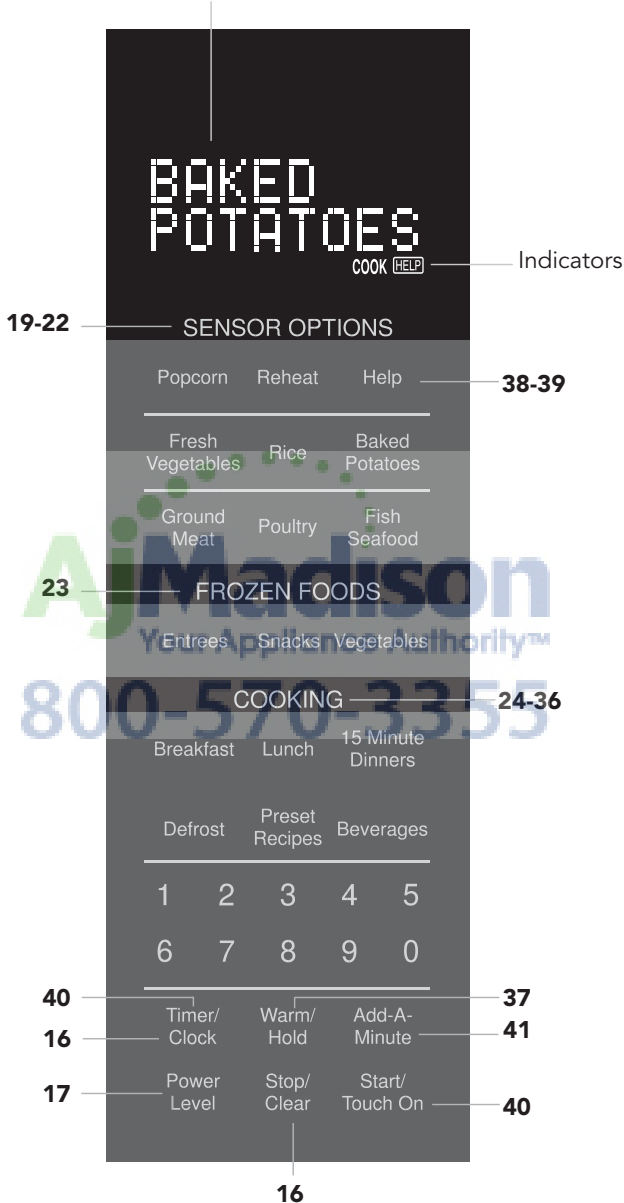 BAKED
POTATOES
COOK HELP
Indicators
19-22
SENSOR OPTIONS
Popcorn Reheat Help
38-39
Fresh Vegetables
Rice
Baked Potatoes
Ground Meat
Poultry
Fish Seafood
AjMadison
23
FROZEN FOODS
Your Appliance Authority™
Entrees Snacks Vegetables
800-570-3355
COOKING
24-36
Breakfast Lunch
15 Minute Dinners
Defrost
Preset Recipes
Beverages
1 2 3 4 5
6 7 8 9 0
40
Timer/
16
Clock
Warm/
Hold
37
Add-A-
Minute
41
17
Power
Level
Stop/
Clear
Start/
Touch On
40
16